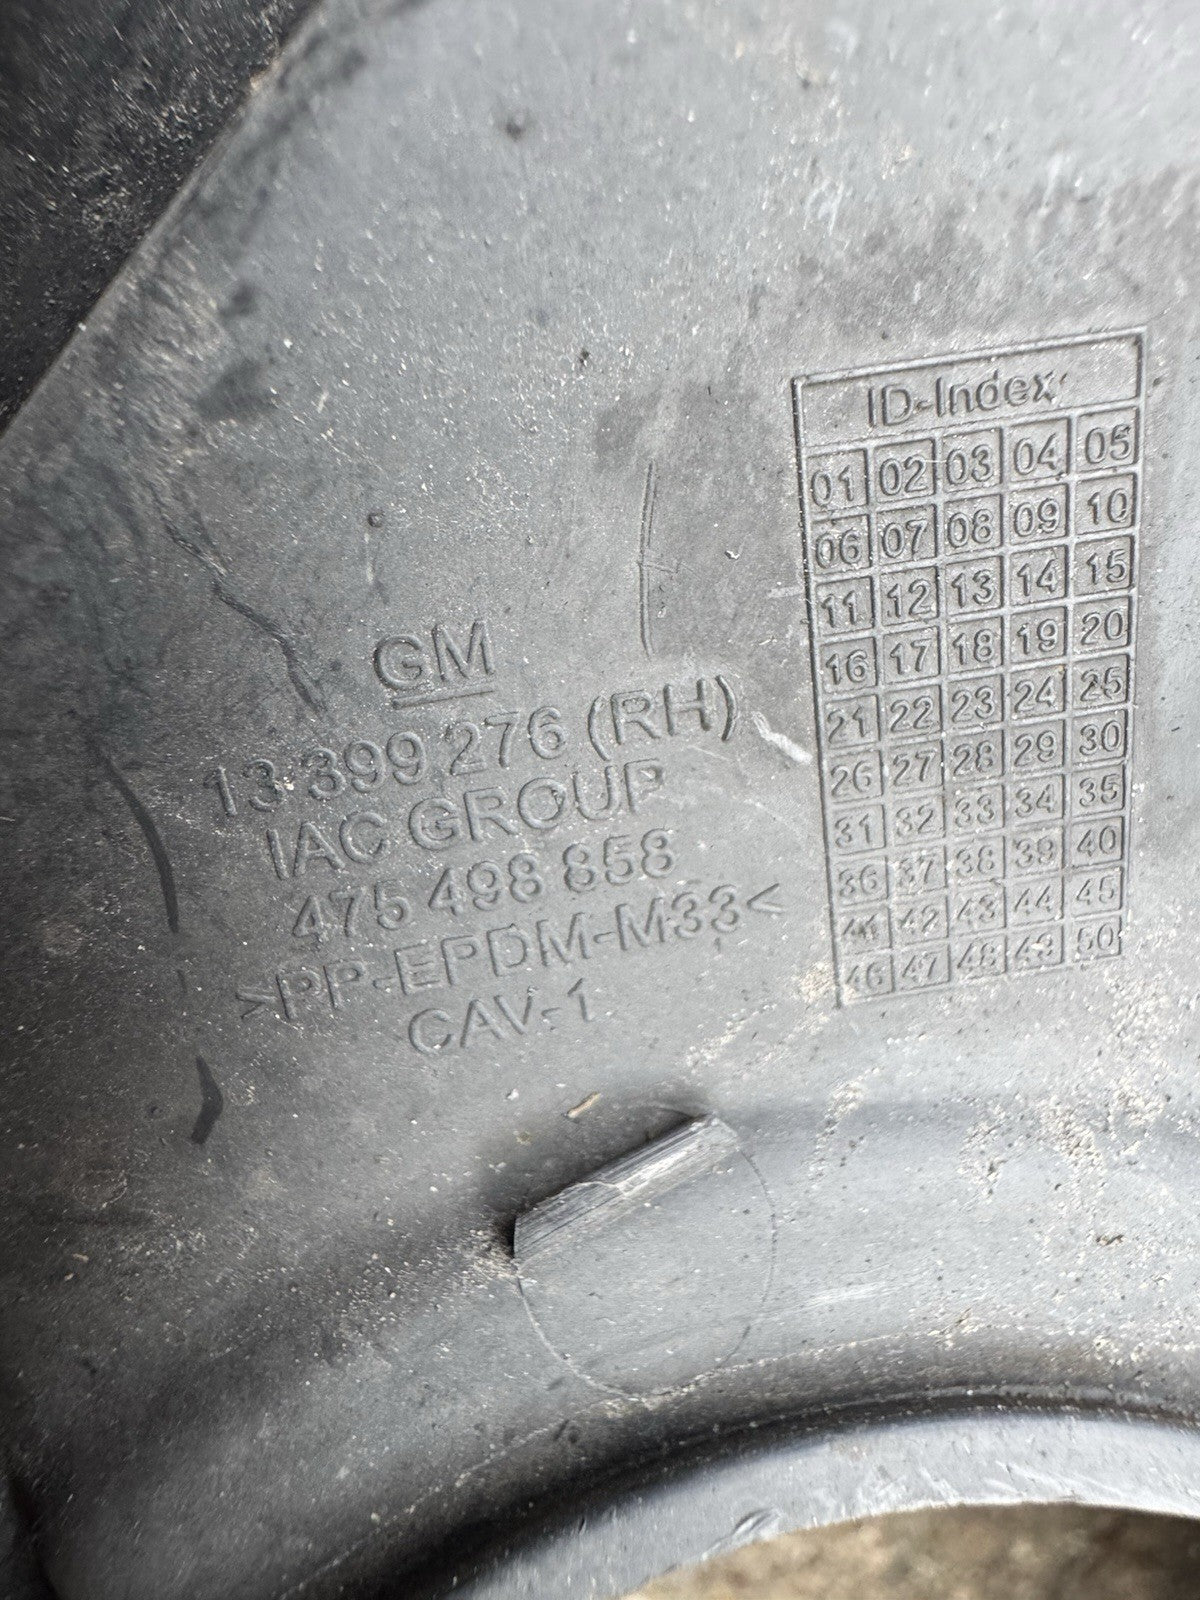 GM
13 399 276 (RH)
IAC GROUP
475 498 858
>PP-EPDM-M33<
CAV-1
ID-Index
01 02 03 04 05
06 07 08 09 10
11 12 13 14 15
16 17 18 19 20
21 22 23 24 25
26 27 28 29 30
31 32 33 34 35
36 37 38 39 40
41 42 43 44 45
46 47 48 49 50